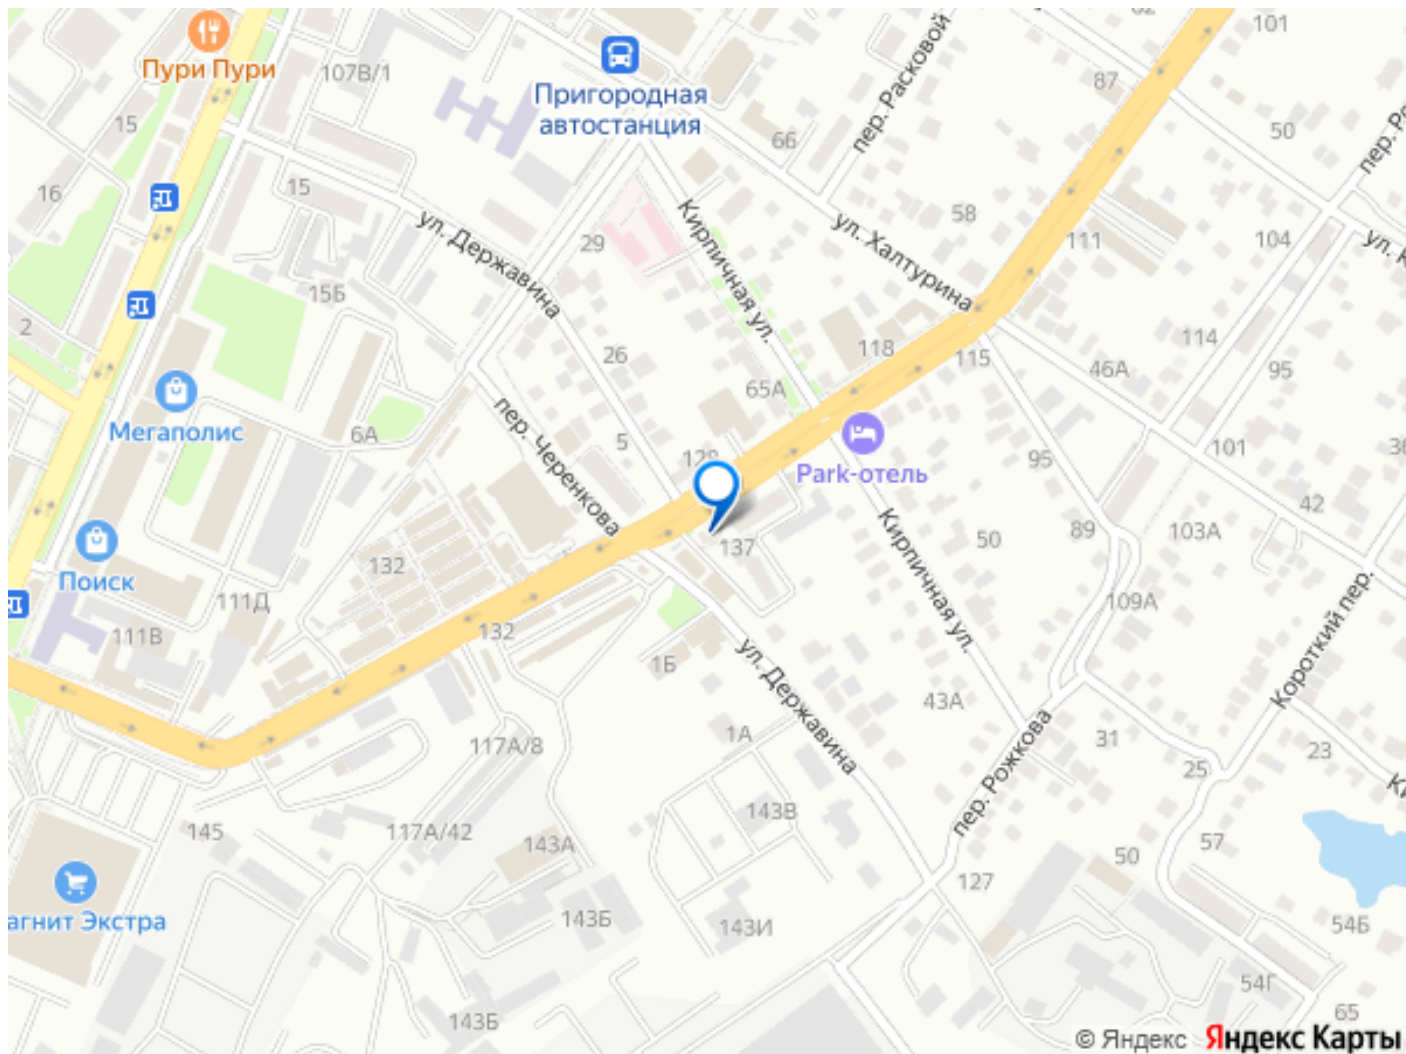 101
Пури Пури
107В/1
Пригородная
автостанция
пер. Расковой
87
50
15
66
16
15
ул. Державина
Кирпичная ул.
58
ул. Халтурина
111
104
29
15Б
2
26
118
115
114
46А
95
65А
Мегаполис
6А
пер. Черенкова
5
Park-отель
95
101
42
Поиск
132
137
Кирпичная ул.
50
89
103А
111Д
111В
132
109А
Короткий пер.
1Б
ул. Державина
43А
1А
117А/8
пер. Рожкова
31
25
23
145
117А/42
143А
143В
50
57
127
агнит Экстра
143Б
143И
54Б
54Г
143Б
65
© Яндекс Яндекс Карты